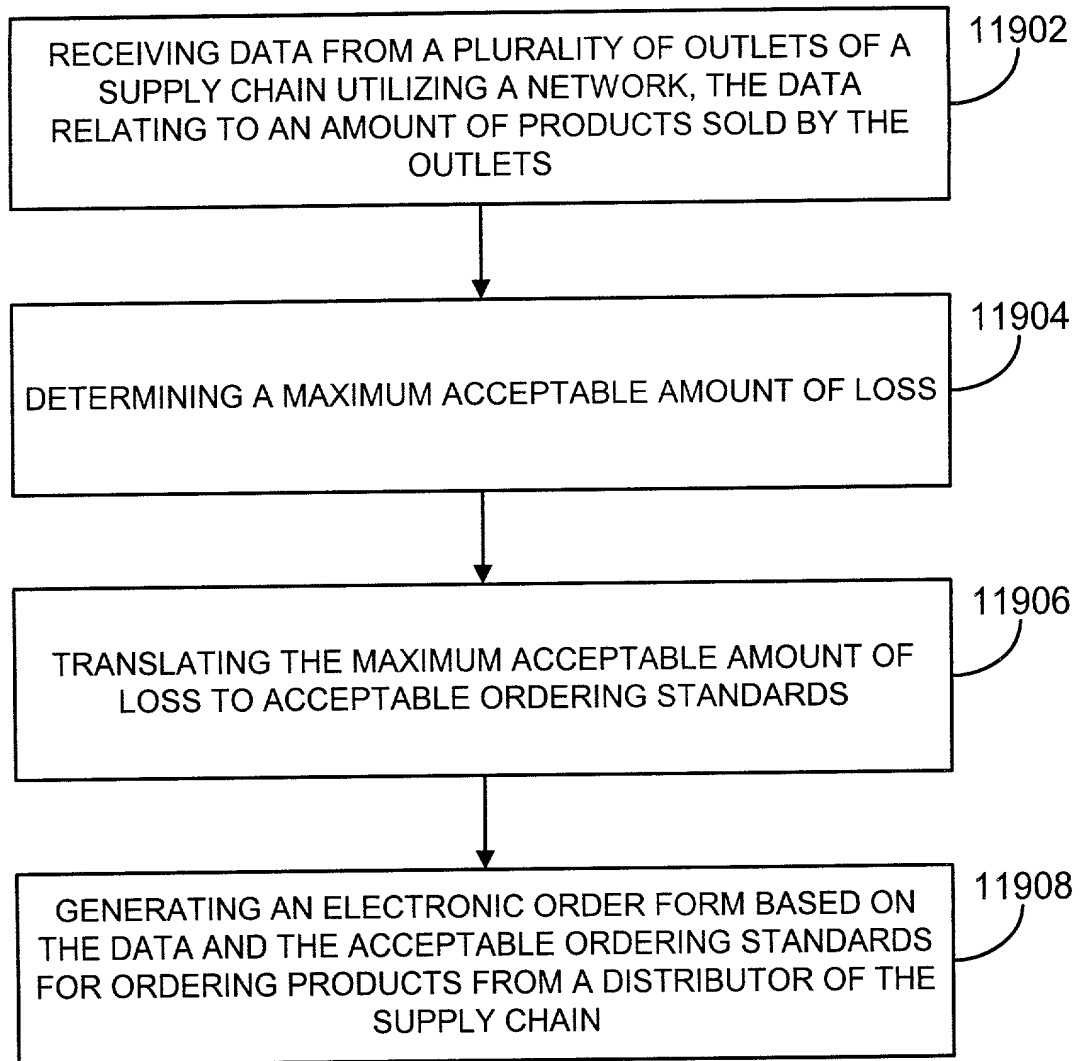 RECEIVING DATA FROM A PLURALITY OF OUTLETS OF A
SUPPLY CHAIN UTILIZING A NETWORK, THE DATA
RELATING TO AN AMOUNT OF PRODUCTS SOLD BY THE
OUTLETS
11902
DETERMINING A MAXIMUM ACCEPTABLE AMOUNT OF LOSS
11904
TRANSLATING THE MAXIMUM ACCEPTABLE AMOUNT OF
LOSS TO ACCEPTABLE ORDERING STANDARDS
11906
GENERATING AN ELECTRONIC ORDER FORM BASED ON
THE DATA AND THE ACCEPTABLE ORDERING STANDARDS
FOR ORDERING PRODUCTS FROM A DISTRIBUTOR OF THE
SUPPLY CHAIN
11908